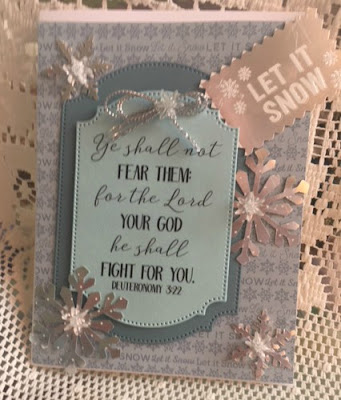 LET IT
SNOW
Ye shall not
FEAR THEM:
for the Lord
YOUR GOD
he shall
FIGHT FOR YOU.
DEUTERONOMY 3:22